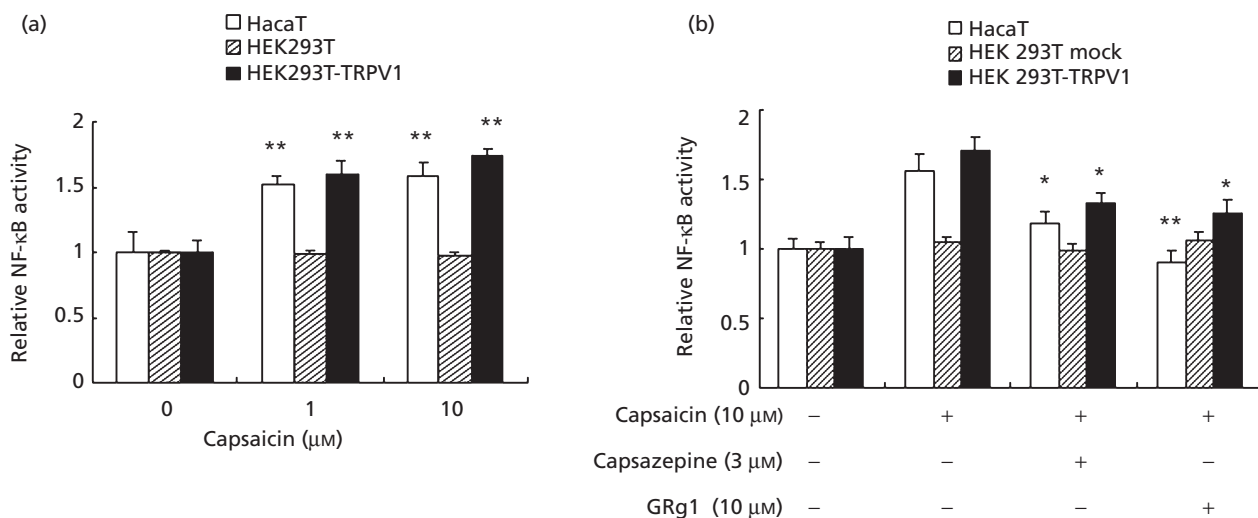 (a)
HacaT
HEK293T
HEK293T-TRPV1
Relative NF-κB activity
2
1.5
1
0.5
0
** ** ** **
0 1 10
Capsaicin (μM)
(b)
HacaT
HEK 293T mock
HEK 293T-TRPV1
Relative NF-κB activity
2
1.5
1
0.5
0
* * ** *
Capsaicin (10 μM) – + + +
Capsazepine (3 μM) – – + –
GRg1 (10 μM) – – – +